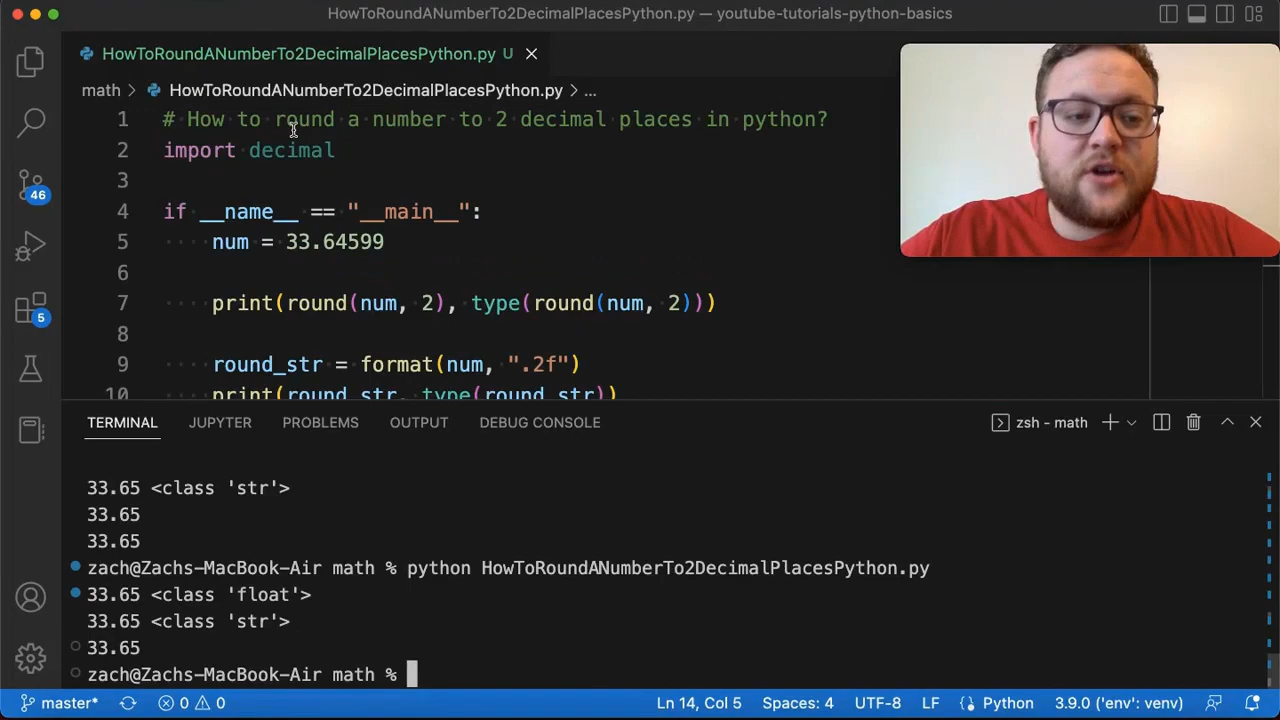 HowToRoundANumberTo2DecimalPlacesPython.py — youtube-tutorials-python-basics
HowToRoundANumberTo2DecimalPlacesPython.py U
math > HowToRoundANumberTo2DecimalPlacesPython.py > ...
1 # How to round a number to 2 decimal places in python?
2 import decimal
3
4 if __name__ == "__main__":
5 num = 33.64599
6
7 print(round(num, 2), type(round(num, 2)))
8
9 round_str = format(num, ".2f")
10 print(round_str, type(round_str))
46
5
TERMINAL JUPYTER PROBLEMS OUTPUT DEBUG CONSOLE zsh - math
33.65 <class 'str'>
33.65
33.65
zach@Zachs-MacBook-Air math % python HowToRoundANumberTo2DecimalPlacesPython.py
33.65 <class 'float'>
33.65 <class 'str'>
33.65
zach@Zachs-MacBook-Air math %
master* 0 0 Ln 14, Col 5 Spaces: 4 UTF-8 LF Python 3.9.0 ('env': venv)